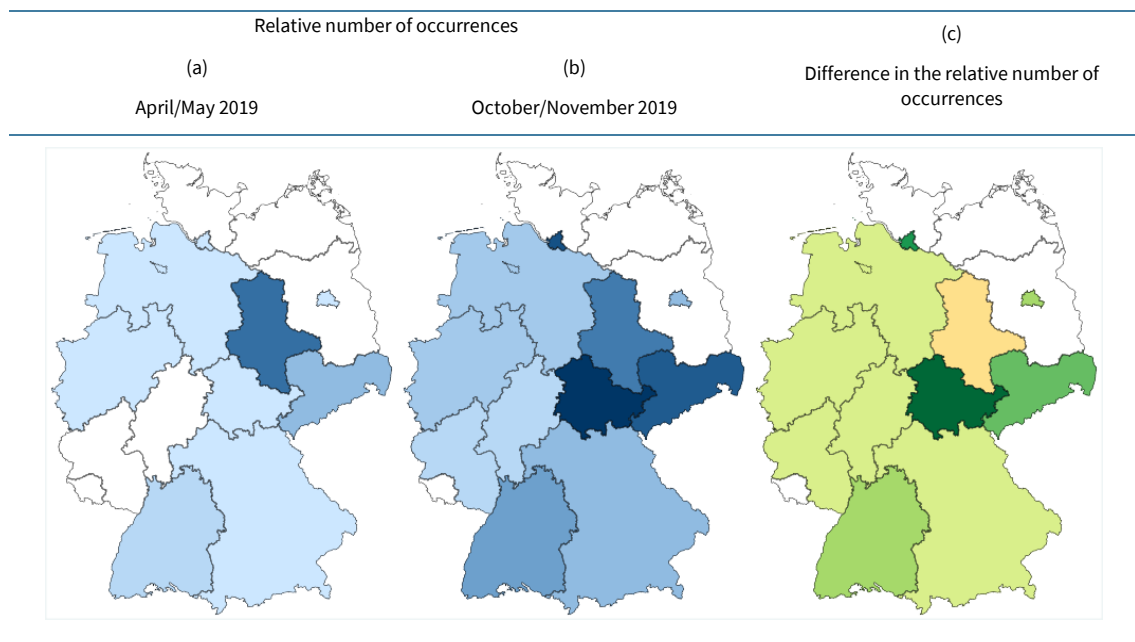 Relative number of occurrences
(a)
April/May 2019
(b)
October/November 2019
(c)
Difference in the relative number of
occurrences